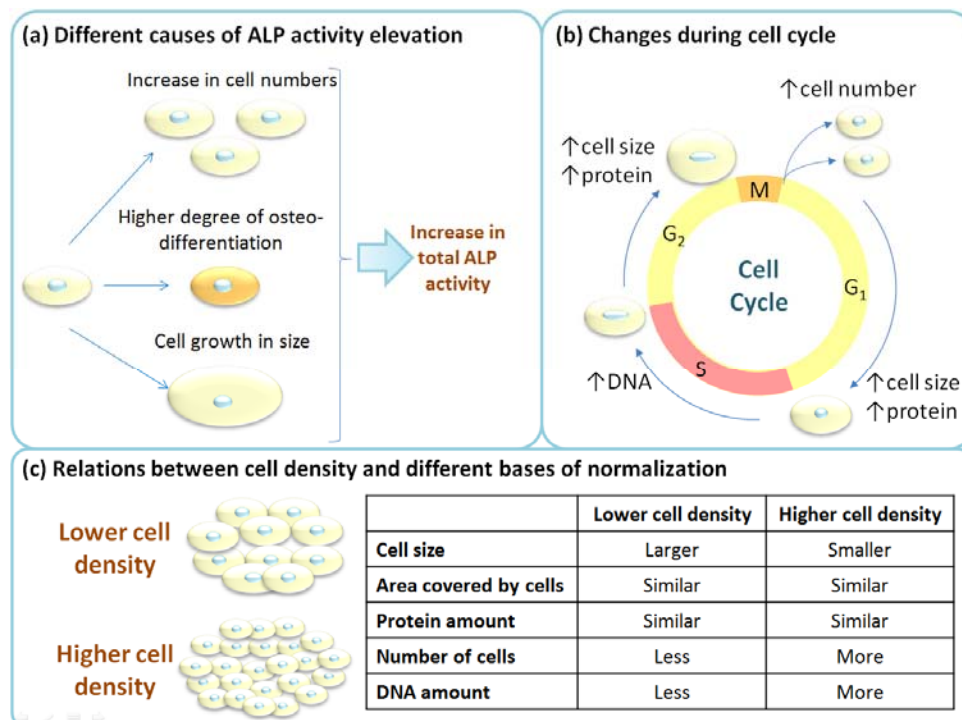 (a) Different causes of ALP activity elevation
Increase in cell numbers
Higher degree of osteo-
differentiation
Cell growth in size
Increase in
total ALP
activity
(b) Changes during cell cycle
↑cell number
↑cell size
↑protein
M
G₂
G₁
Cell
Cycle
S
↑DNA
↑cell size
↑protein
(c) Relations between cell density and different bases of normalization
Lower cell
density
Higher cell
density
Lower cell density Higher cell density
Cell size Larger Smaller
Area covered by cells Similar Similar
Protein amount Similar Similar
Number of cells Less More
DNA amount Less More